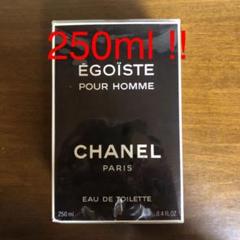 250ml !!
ÉGOÏSTE
POUR HOMME
CHANEL
PARIS
EAU DE TOILETTE
250 ml 8.4 FL. OZ.